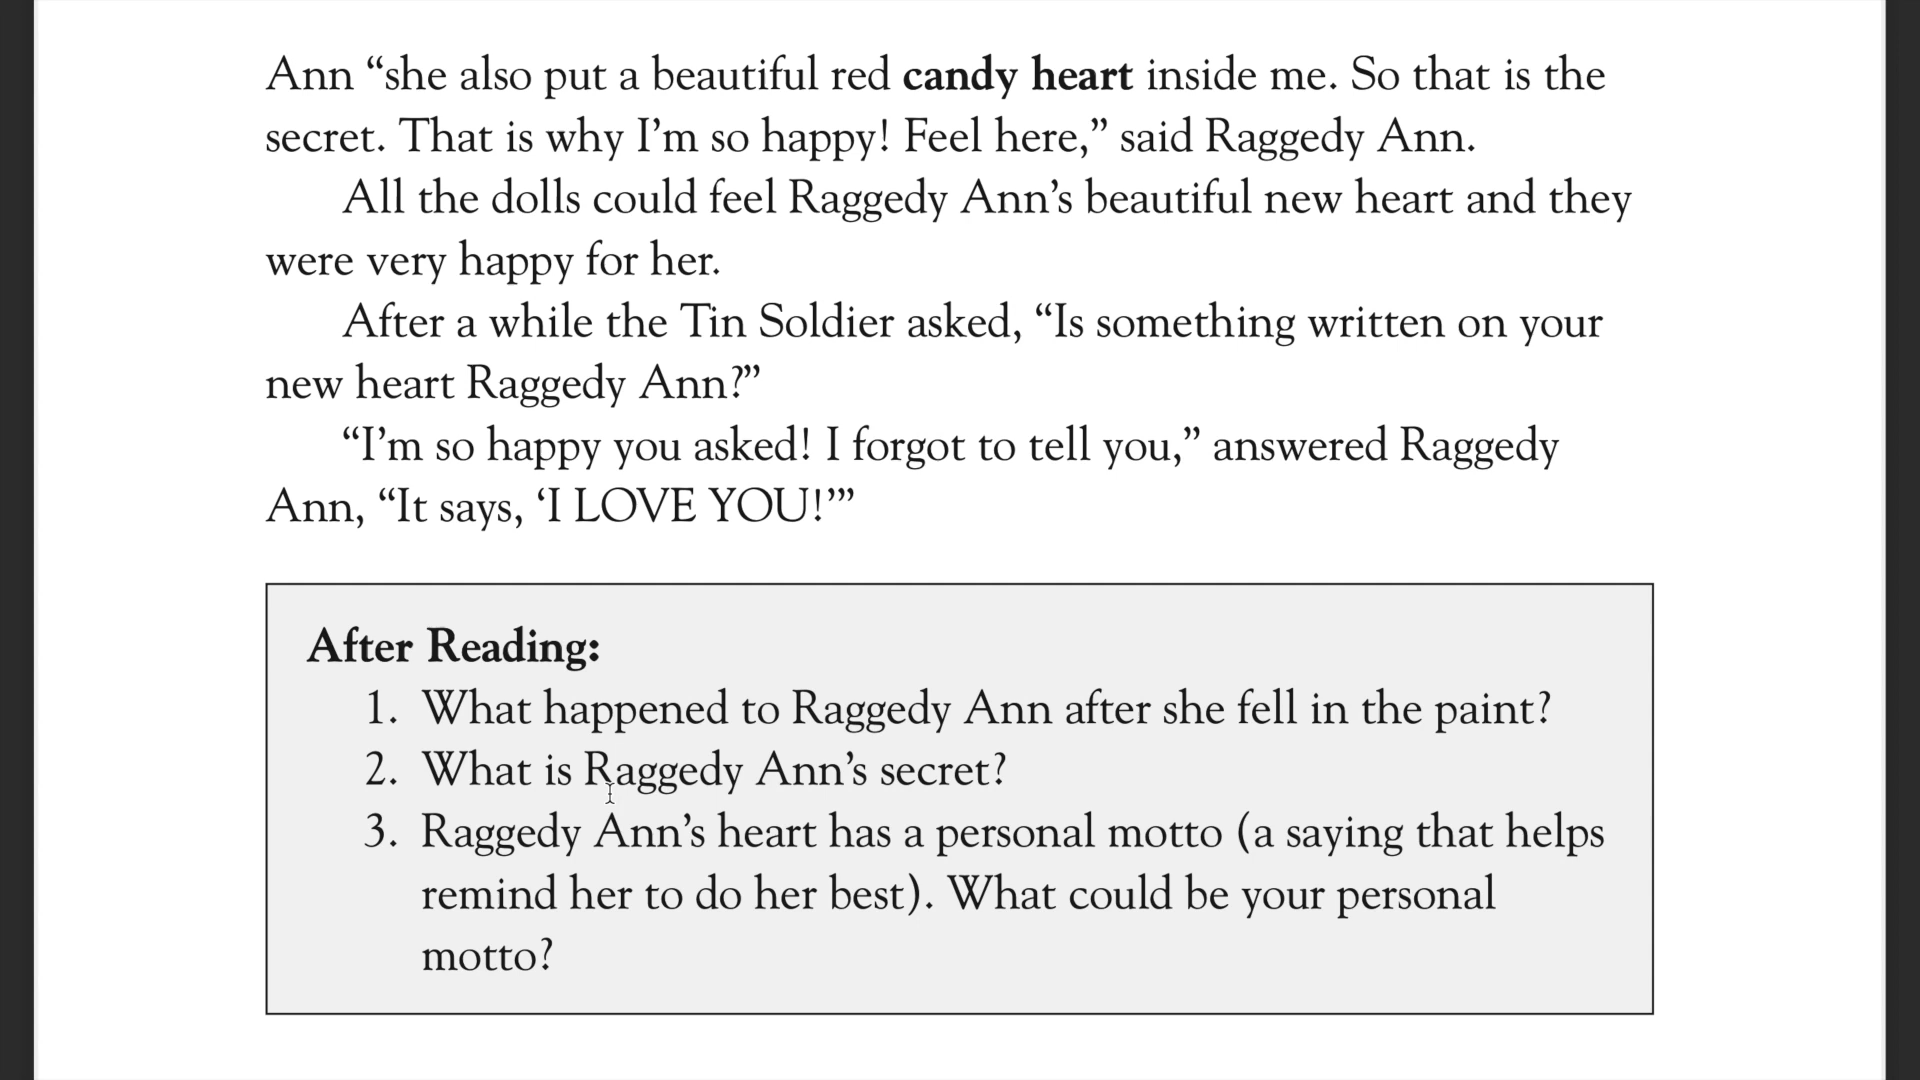 Ann “she also put a beautiful red candy heart inside me. So that is the
secret. That is why I’m so happy! Feel here,” said Raggedy Ann.
All the dolls could feel Raggedy Ann’s beautiful new heart and they
were very happy for her.
After a while the Tin Soldier asked, “Is something written on your
new heart Raggedy Ann?”
“I’m so happy you asked! I forgot to tell you,” answered Raggedy
Ann, “It says, ‘I LOVE YOU!’”
After Reading:
1. What happened to Raggedy Ann after she fell in the paint?
2. What is Raggedy Ann’s secret?
3. Raggedy Ann’s heart has a personal motto (a saying that helps
remind her to do her best). What could be your personal
motto?